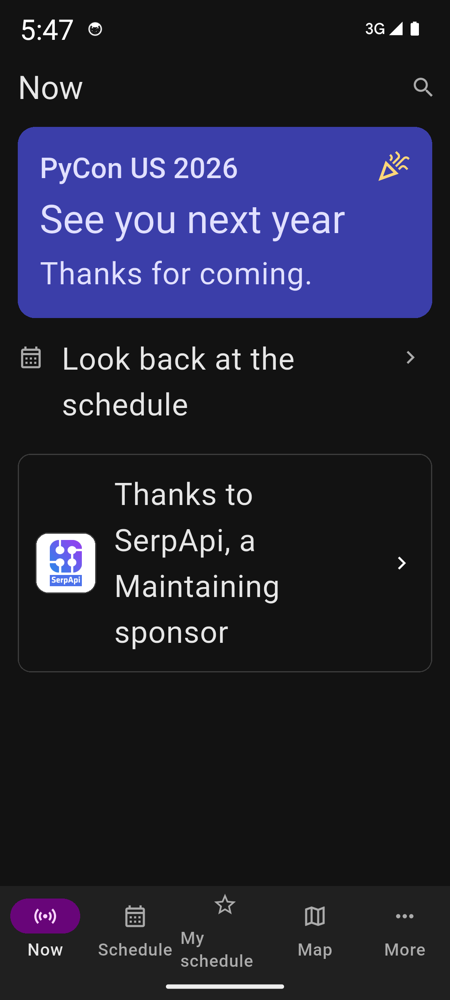 5:47
3G
Now
PyCon US 2026
See you next year
Thanks for coming.
Look back at the
schedule
Thanks to
SerpApi, a
Maintaining
sponsor
SerpApi
Now
Schedule
My
schedule
Map
More